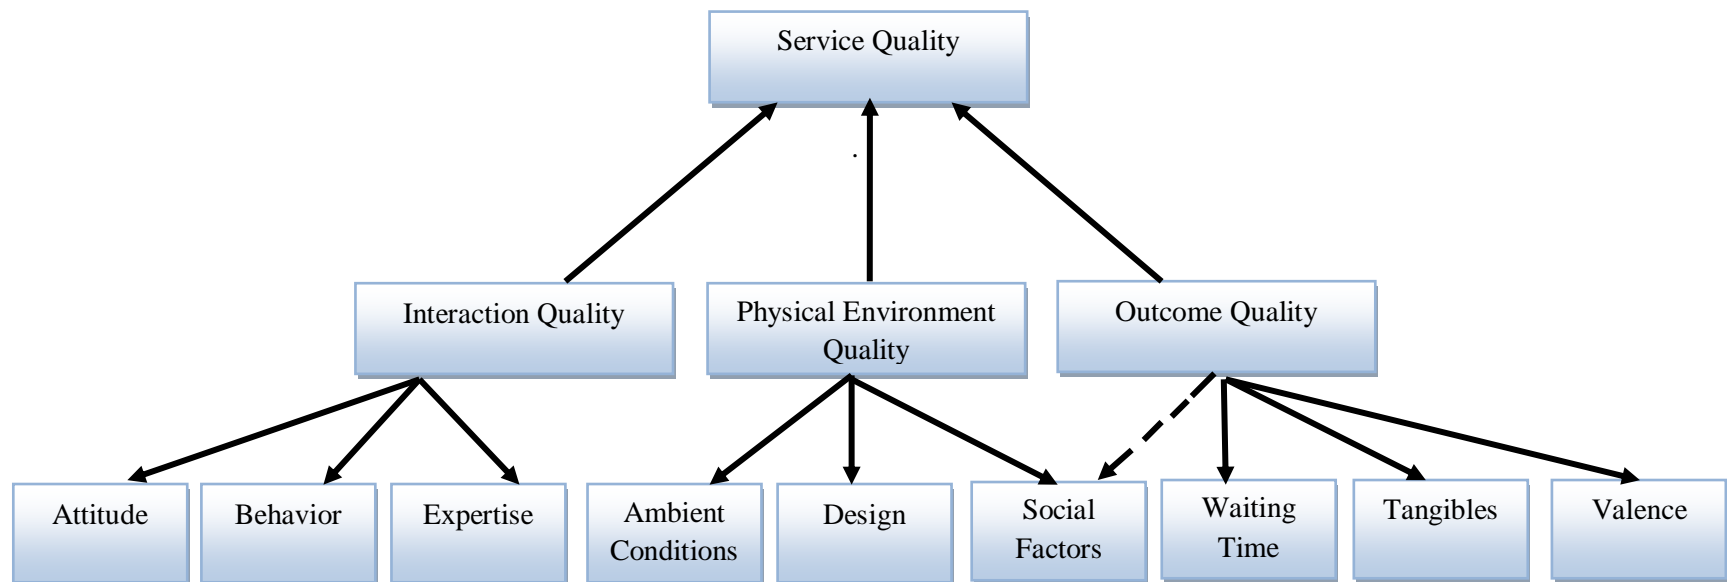 Service Quality
.
Interaction Quality
Physical Environment
Quality
Outcome Quality
Attitude
Behavior
Expertise
Ambient
Conditions
Design
Social
Factors
Waiting
Time
Tangibles
Valence